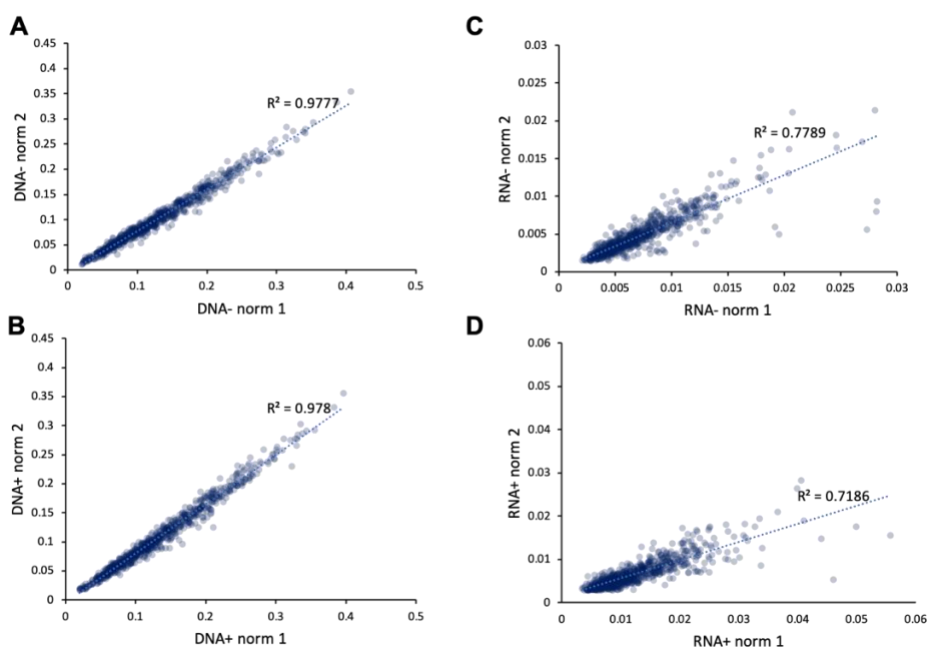 A
0.45
0.4
0.35
0.3
0.25
0.2
0.15
0.1
0.05
0
DNA- norm 2
R² = 0.9777
0 0.1 0.2 0.3 0.4 0.5
DNA- norm 1
C
0.03
0.025
0.02
0.015
0.01
0.005
0
RNA- norm 2
R² = 0.7789
0 0.005 0.01 0.015 0.02 0.025 0.03
RNA- norm 1
B
0.45
0.4
0.35
0.3
0.25
0.2
0.15
0.1
0.05
0
DNA+ norm 2
R² = 0.978
0 0.1 0.2 0.3 0.4 0.5
DNA+ norm 1
D
0.06
0.05
0.04
0.03
0.02
0.01
0
RNA+ norm 2
R² = 0.7186
0 0.01 0.02 0.03 0.04 0.05 0.06
RNA+ norm 1